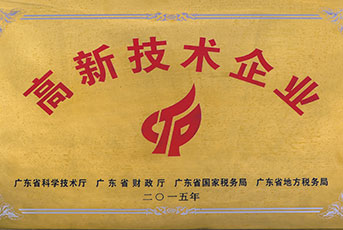 高新技术企业
广东省科学技术厅 广东省财政厅 广东省国家税务局 广东省地方税务局
二〇一五年